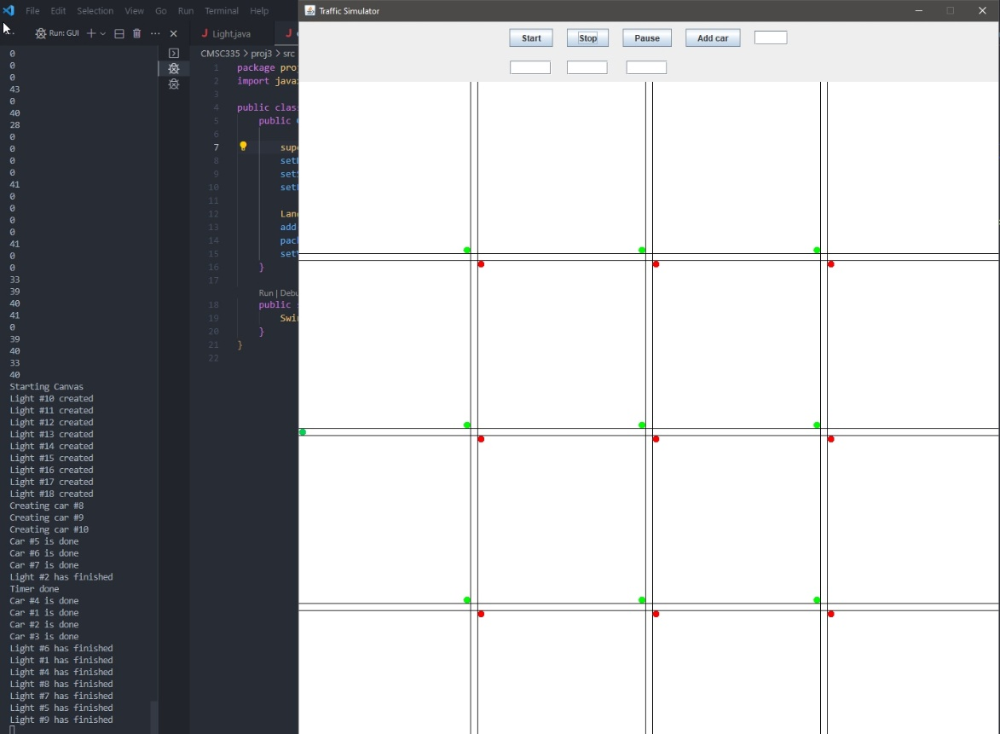 File Edit Selection View Go Run Terminal Help
Run: GUI
0
0
0
43
0
40
28
0
0
0
0
41
0
0
0
0
41
0
0
33
39
40
41
0
39
40
33
40
Starting Canvas
Light #10 created
Light #11 created
Light #12 created
Light #13 created
Light #14 created
Light #15 created
Light #16 created
Light #17 created
Light #18 created
Creating car #8
Creating car #9
Creating car #10
Car #5 is done
Car #6 is done
Car #7 is done
Light #2 has finished
Timer done
Car #4 is done
Car #1 is done
Car #2 is done
Car #3 is done
Light #6 has finished
Light #1 has finished
Light #4 has finished
Light #8 has finished
Light #7 has finished
Light #5 has finished
Light #9 has finished
Light.java
CMSC335 > proj3 > src
1 package pro
2 import java
3
4 public clas
5 public
6
7 sup
8 set
9 set
10 set
11
12 Lan
13 add
14 pac
15 set
16 }
17
Run | Debu
18 public
19 Swi
20 }
21 }
22
Traffic Simulator
Start Stop Pause Add car